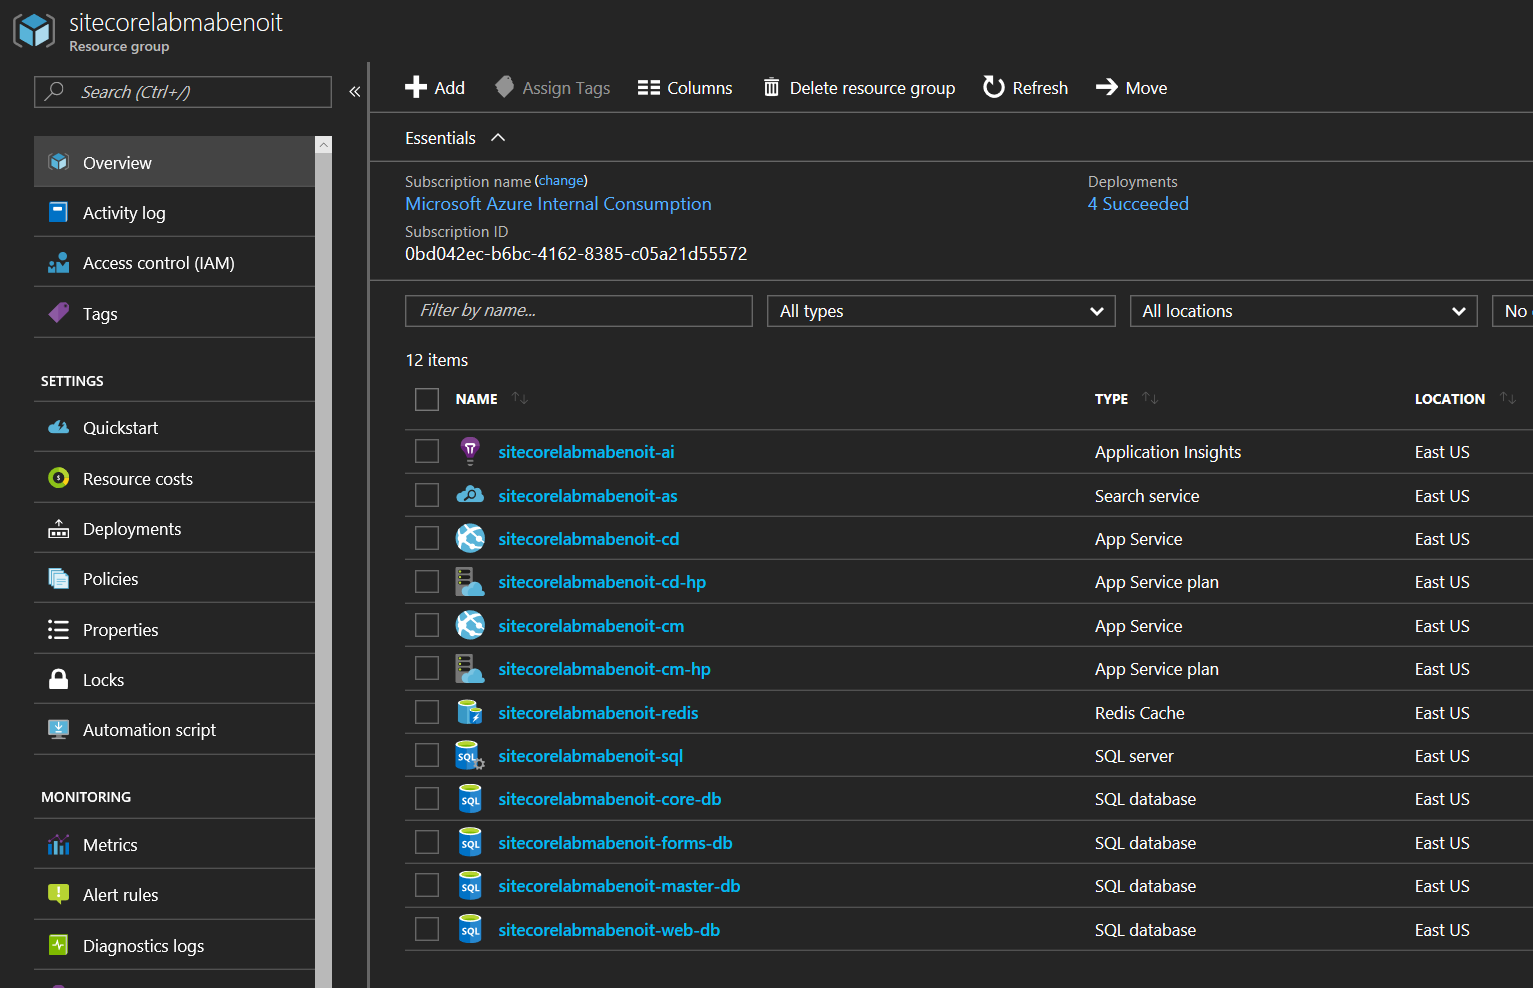 sitecorelabmabenoit
Resource group
Search (Ctrl+/)
Overview
Activity log
Access control (IAM)
Tags
SETTINGS
Quickstart
Resource costs
Deployments
Policies
Properties
Locks
Automation script
MONITORING
Metrics
Alert rules
Diagnostics logs
Add Assign Tags Columns Delete resource group Refresh Move
Essentials
Subscription name (change) Deployments
Microsoft Azure Internal Consumption 4 Succeeded
Subscription ID
0bd042ec-b6bc-4162-8385-c05a21d55572
Filter by name... All types All locations No
12 items
NAME TYPE LOCATION
sitecorelabmabenoit-ai Application Insights East US
sitecorelabmabenoit-as Search service East US
sitecorelabmabenoit-cd App Service East US
sitecorelabmabenoit-cd-hp App Service plan East US
sitecorelabmabenoit-cm App Service East US
sitecorelabmabenoit-cm-hp App Service plan East US
sitecorelabmabenoit-redis Redis Cache East US
sitecorelabmabenoit-sql SQL server East US
sitecorelabmabenoit-core-db SQL database East US
sitecorelabmabenoit-forms-db SQL database East US
sitecorelabmabenoit-master-db SQL database East US
sitecorelabmabenoit-web-db SQL database East US